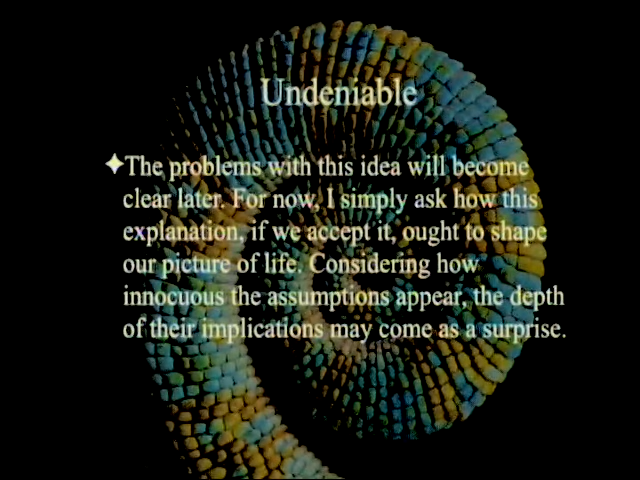 Undeniable
✦The problems with this idea will become
clear later. For now, I simply ask how this
explanation, if we accept it, ought to shape
our picture of life. Considering how
innocuous the assumptions appear, the depth
of their implications may come as a surprise.